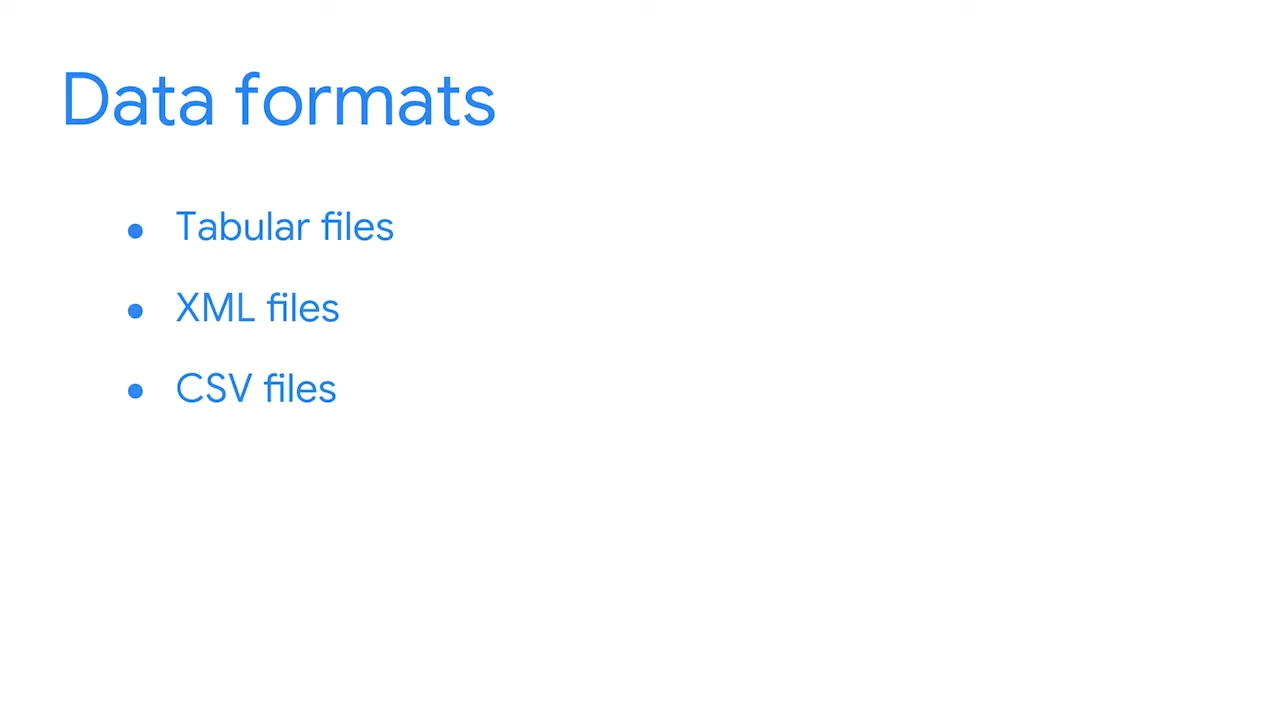 Data formats
● Tabular files
● XML files
● CSV files